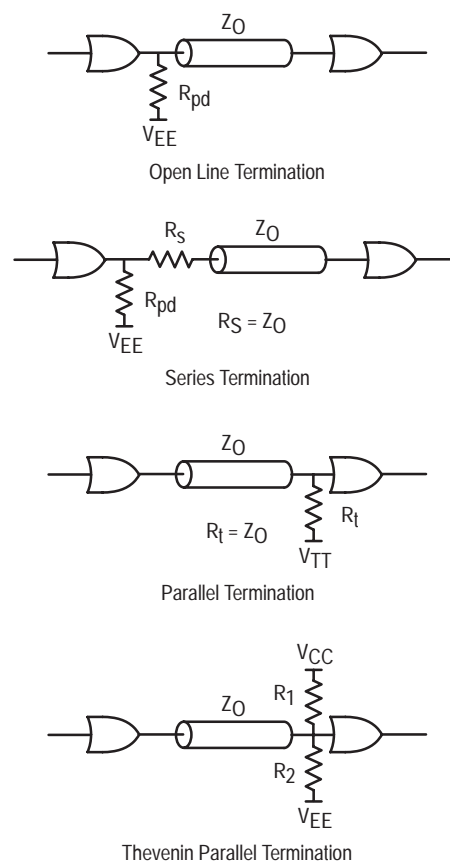 ZO
Rpd
VEE
Open Line Termination
RS
ZO
Rpd
VEE
RS = ZO
Series Termination
ZO
Rt
Rt = ZO
VTT
Parallel Termination
VCC
R1
ZO
R2
VEE
Thevenin Parallel Termination